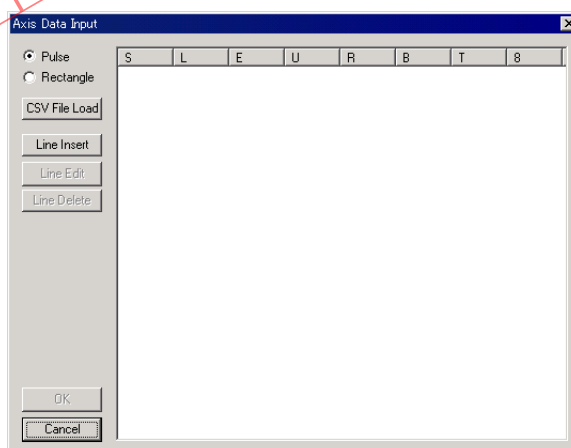 Axis Data Input
Pulse
Rectangle
S L E U R B T 8
CSV File Load
Line Insert
Line Edit
Line Delete
OK
Cancel